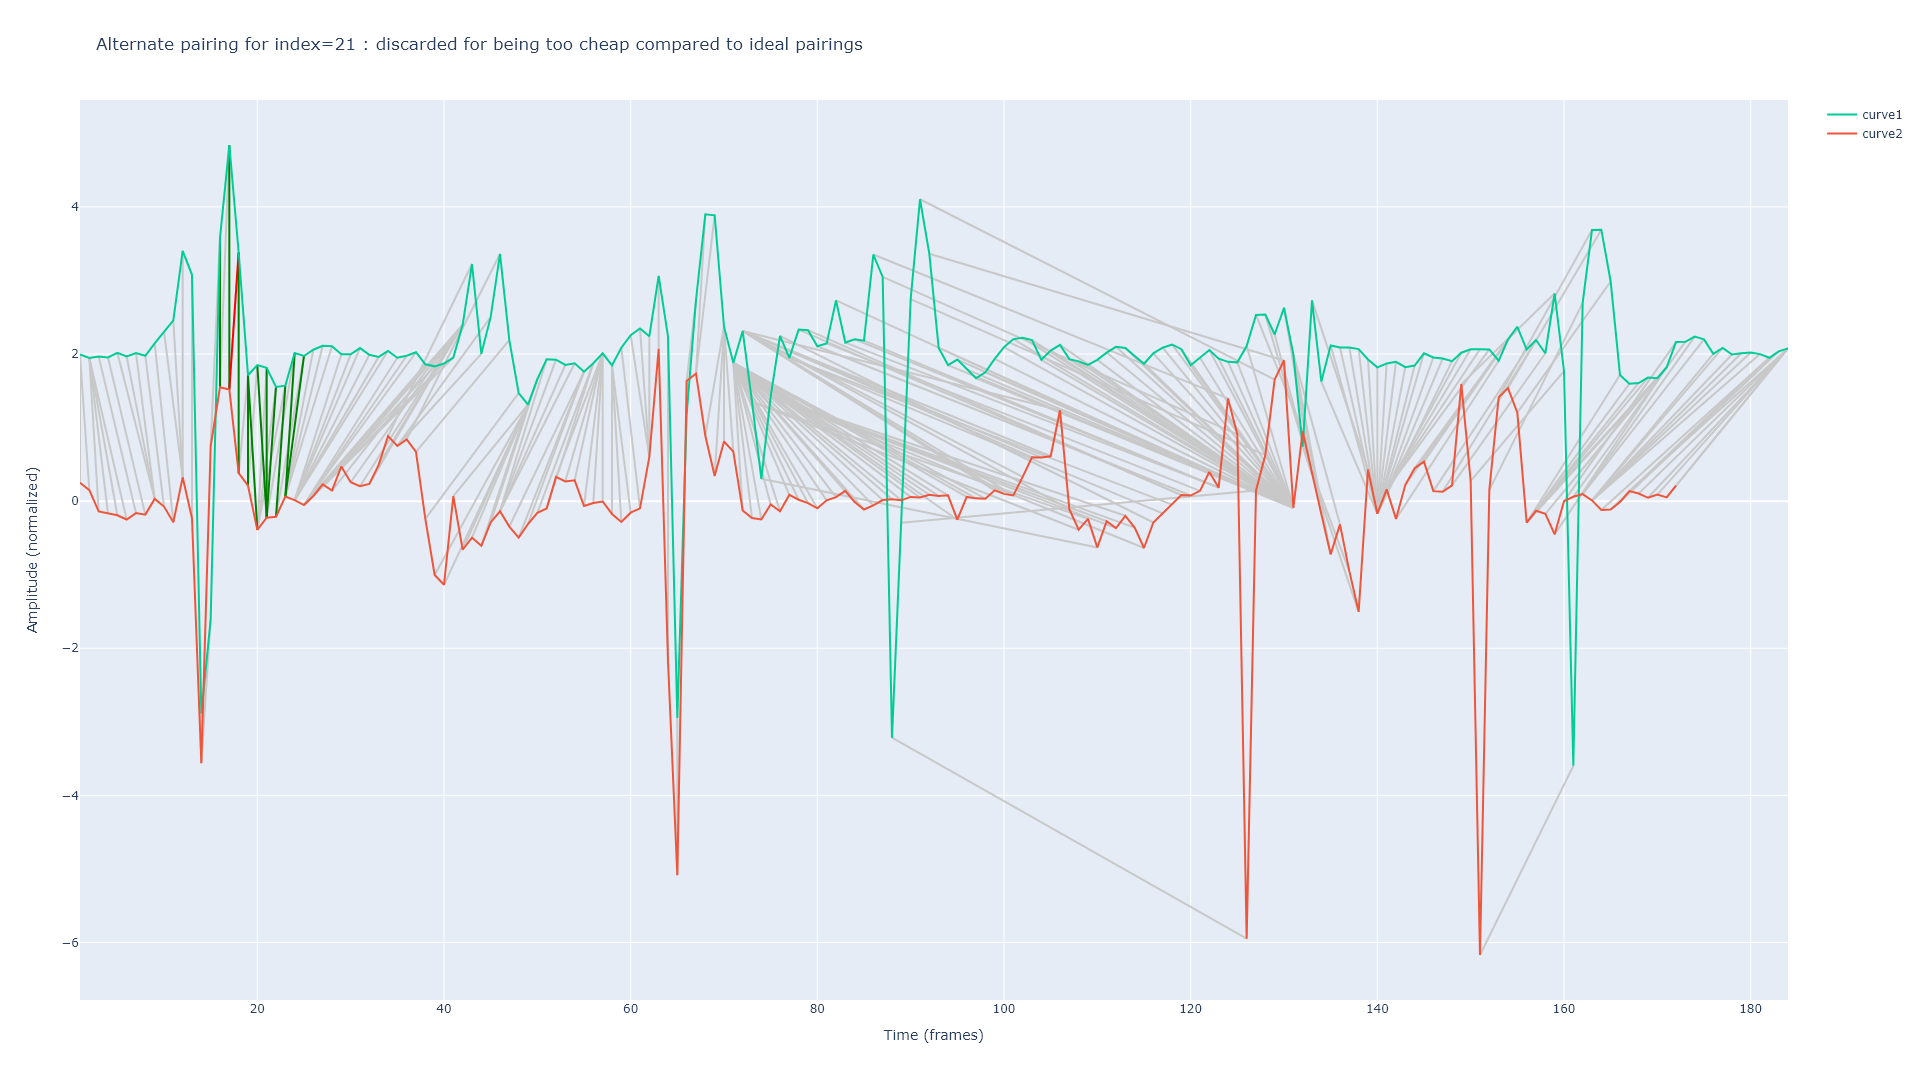 Alternate pairing for index=21 : discarded for being too cheap compared to ideal pairings
curve1
curve2
4
2
0
−2
−4
−6
Amplitude (normalized)
20 40 60 80 100 120 140 160 180
Time (frames)